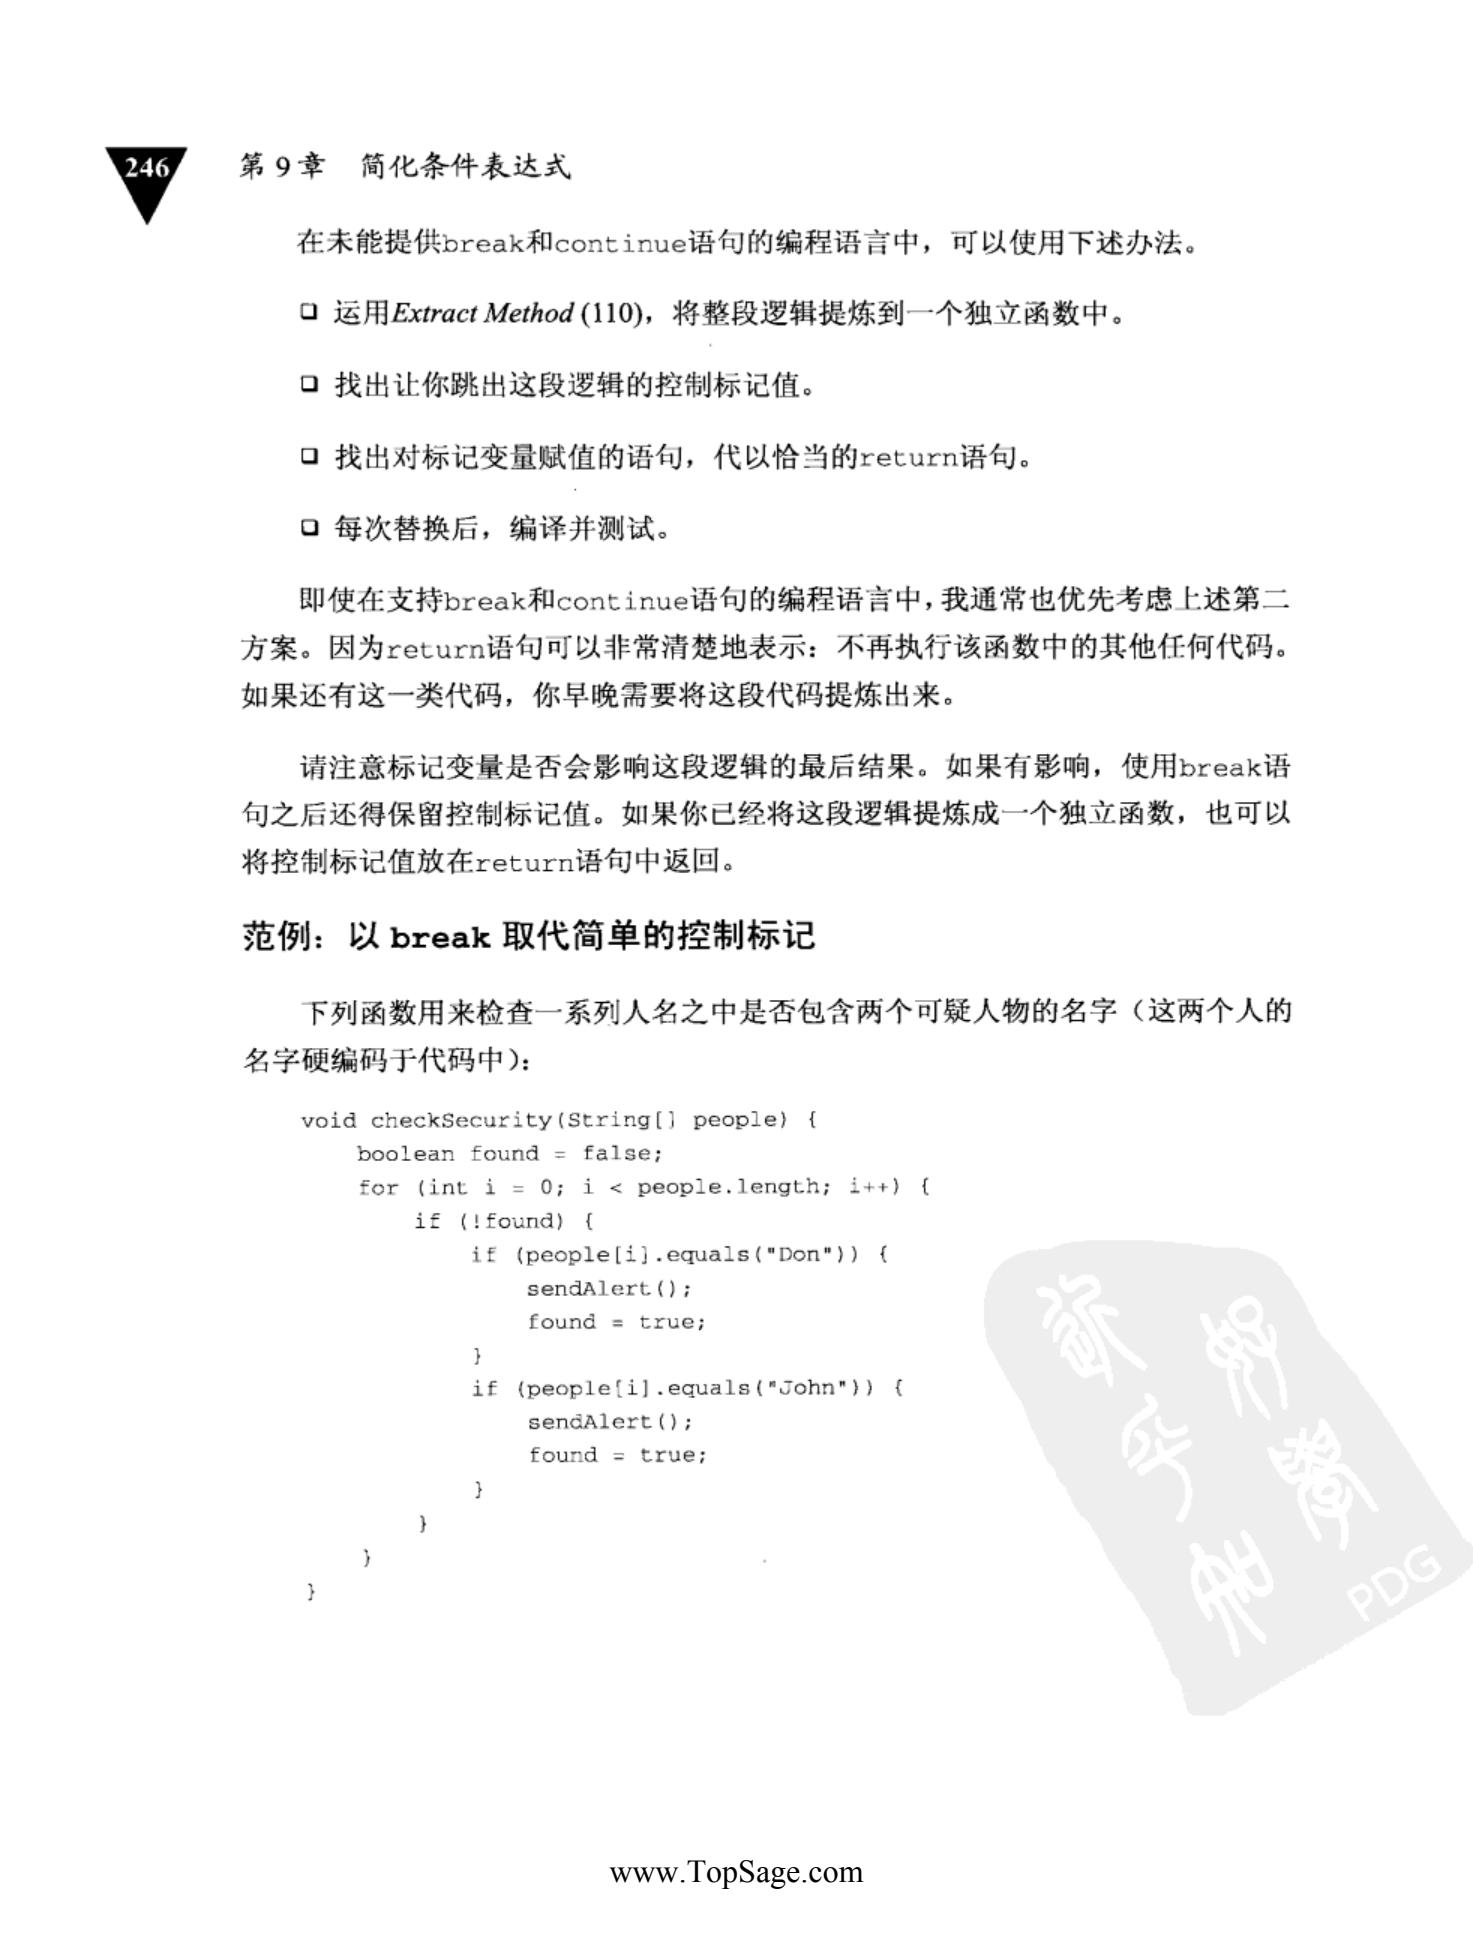 246
第9章 简化条件表达式
在未能提供break和continue语句的编程语言中，可以使用下述办法。
❑ 运用Extract Method (110)，将整段逻辑提炼到一个独立函数中。
❑ 找出让你跳出这段逻辑的控制标记值。
❑ 找出对标记变量赋值的语句，代以恰当的return语句。
❑ 每次替换后，编译并测试。
即使在支持break和continue语句的编程语言中，我通常也优先考虑上述第二
方案。因为return语句可以非常清楚地表示：不再执行该函数中的其他任何代码。
如果还有这一类代码，你早晚需要将这段代码提炼出来。
请注意标记变量是否会影响这段逻辑的最后结果。如果有影响，使用break语
句之后还得保留控制标记值。如果你已经将这段逻辑提炼成一个独立函数，也可以
将控制标记值放在return语句中返回。
范例：以 break 取代简单的控制标记
下列函数用来检查一系列人名之中是否包含两个可疑人物的名字（这两个人的
名字硬编码于代码中）：
void checkSecurity(String[] people) {
    boolean found = false;
    for (int i = 0; i < people.length; i++) {
        if (!found) {
            if (people[i].equals("Don")) {
                sendAlert();
                found = true;
            }
            if (people[i].equals("John")) {
                sendAlert();
                found = true;
            }
        }
    }
}
PDG
www.TopSage.com